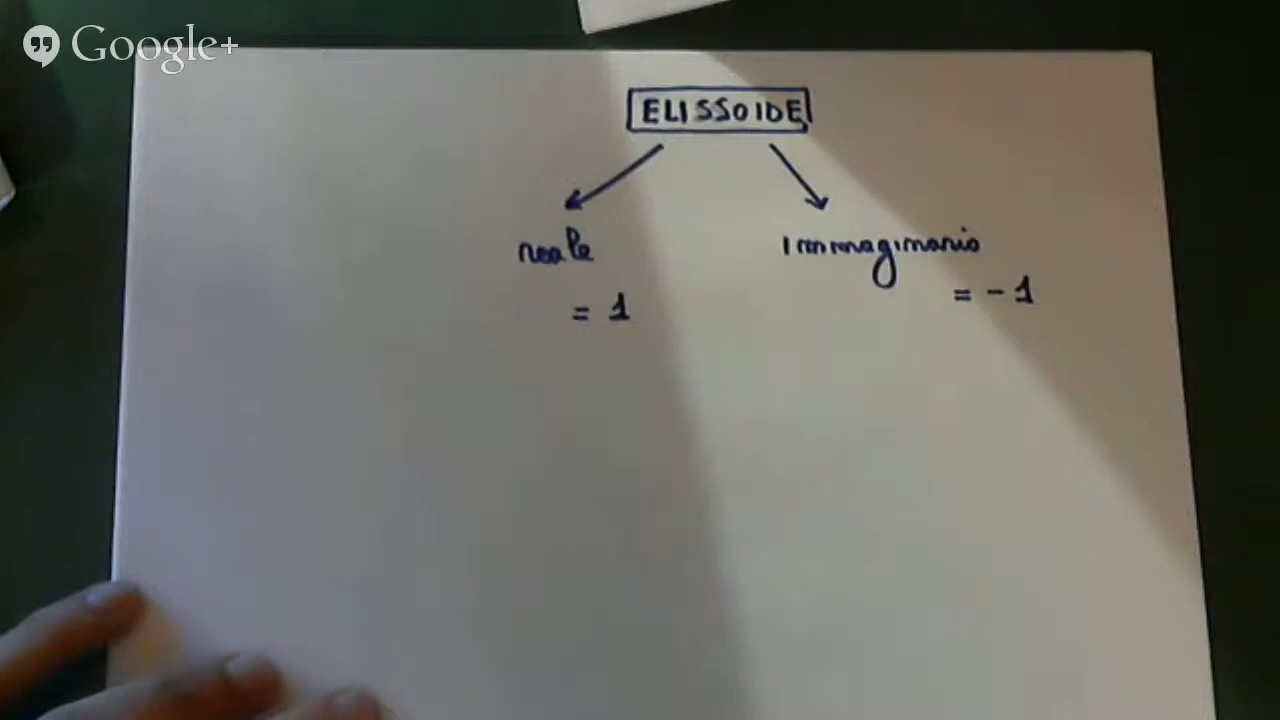 Google+
ELISSOIDE
reale
immaginario
= 1
= -1